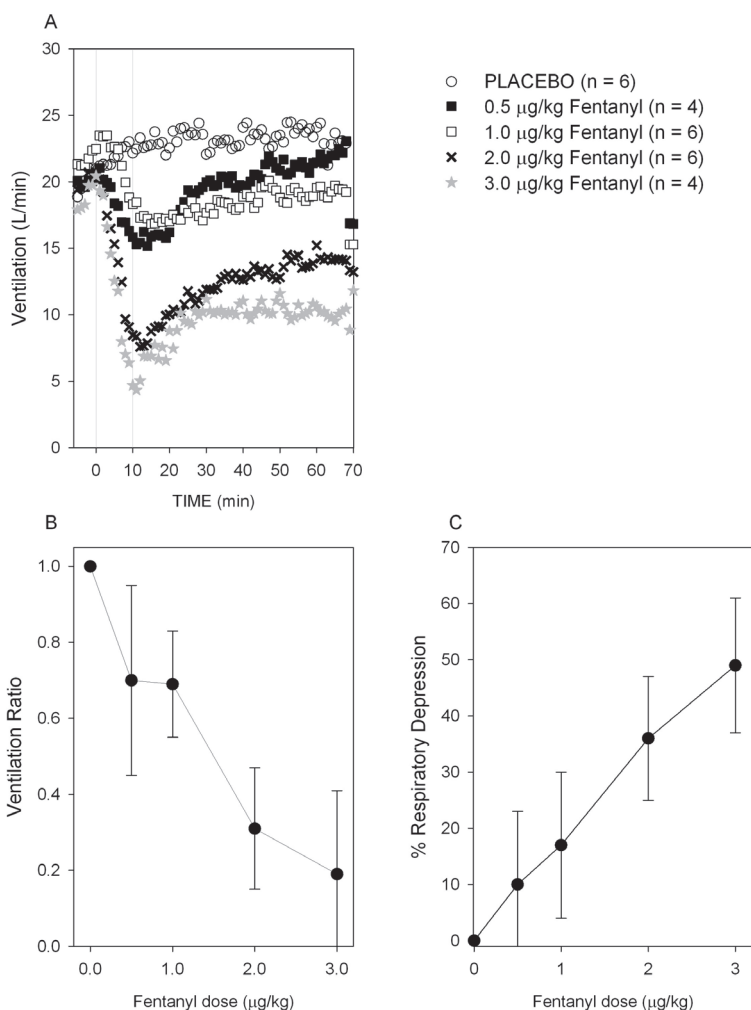 A
30
25
20
15
10
5
0
Ventilation (L/min)
0 10 20 30 40 50 60 70
TIME (min)
PLACEBO (n = 6)
0.5 μg/kg Fentanyl (n = 4)
1.0 μg/kg Fentanyl (n = 6)
2.0 μg/kg Fentanyl (n = 6)
3.0 μg/kg Fentanyl (n = 4)
B
1.0
0.8
0.6
0.4
0.2
0.0
Ventilation Ratio
0.0 1.0 2.0 3.0
Fentanyl dose (μg/kg)
C
70
60
50
40
30
20
10
0
% Respiratory Depression
0 1 2 3
Fentanyl dose (μg/kg)